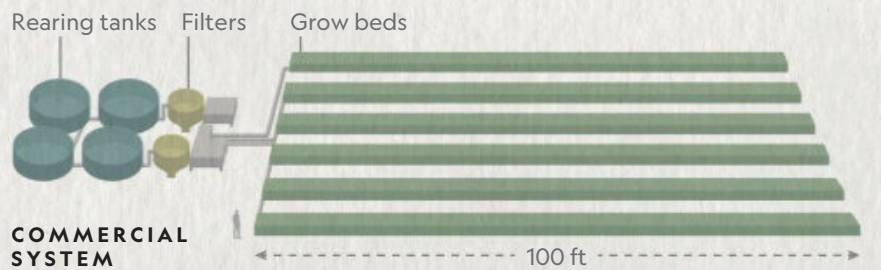 Rearing tanks Filters Grow beds
COMMERCIAL
SYSTEM
100 ft